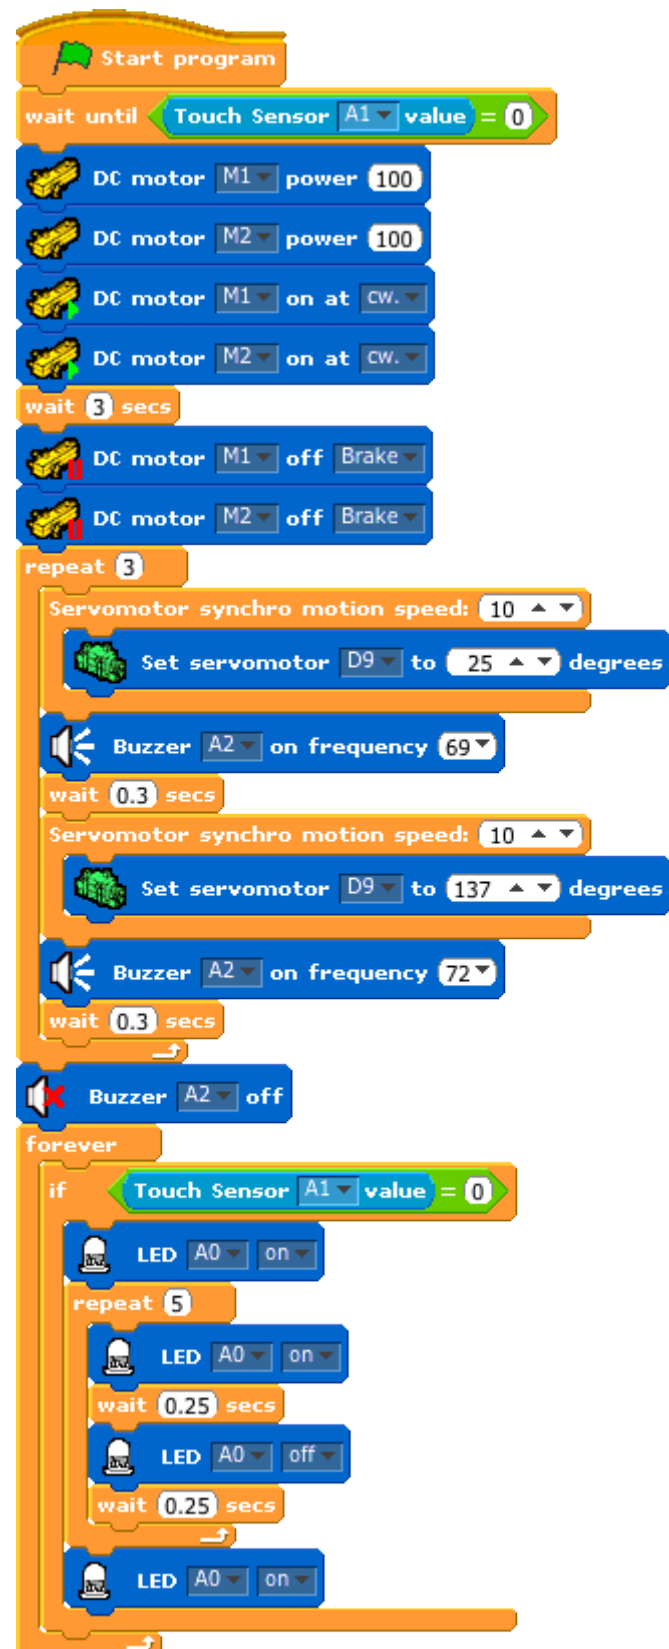 Start program
wait until Touch Sensor A1 value = 0
DC motor M1 power 100
DC motor M2 power 100
DC motor M1 on at cw.
DC motor M2 on at cw.
wait 3 secs
DC motor M1 off Brake
DC motor M2 off Brake
repeat 3
Servomotor synchro motion speed: 10
Set servomotor D9 to 25 degrees
Buzzer A2 on frequency 69
wait 0.3 secs
Servomotor synchro motion speed: 10
Set servomotor D9 to 137 degrees
Buzzer A2 on frequency 72
wait 0.3 secs
Buzzer A2 off
forever
if Touch Sensor A1 value = 0
LED A0 on
repeat 5
LED A0 on
wait 0.25 secs
LED A0 off
wait 0.25 secs
LED A0 on